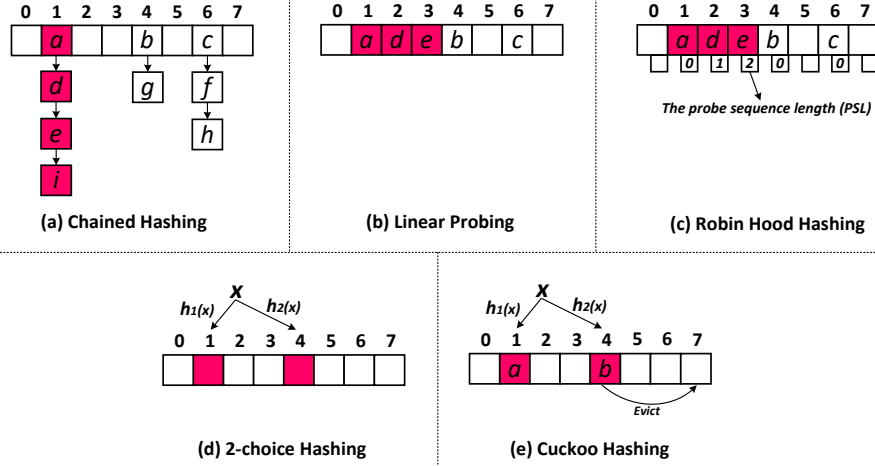 0 1 2 3 4 5 6 7
a b c
d g f
e h
i
(a) Chained Hashing
0 1 2 3 4 5 6 7
a d e b c
(b) Linear Probing
0 1 2 3 4 5 6 7
a d e b c
0 1 2 0 0
The probe sequence length (PSL)
(c) Robin Hood Hashing
x
h1(x) h2(x)
0 1 2 3 4 5 6 7
(d) 2-choice Hashing
x
h1(x) h2(x)
0 1 2 3 4 5 6 7
a b
Evict
(e) Cuckoo Hashing